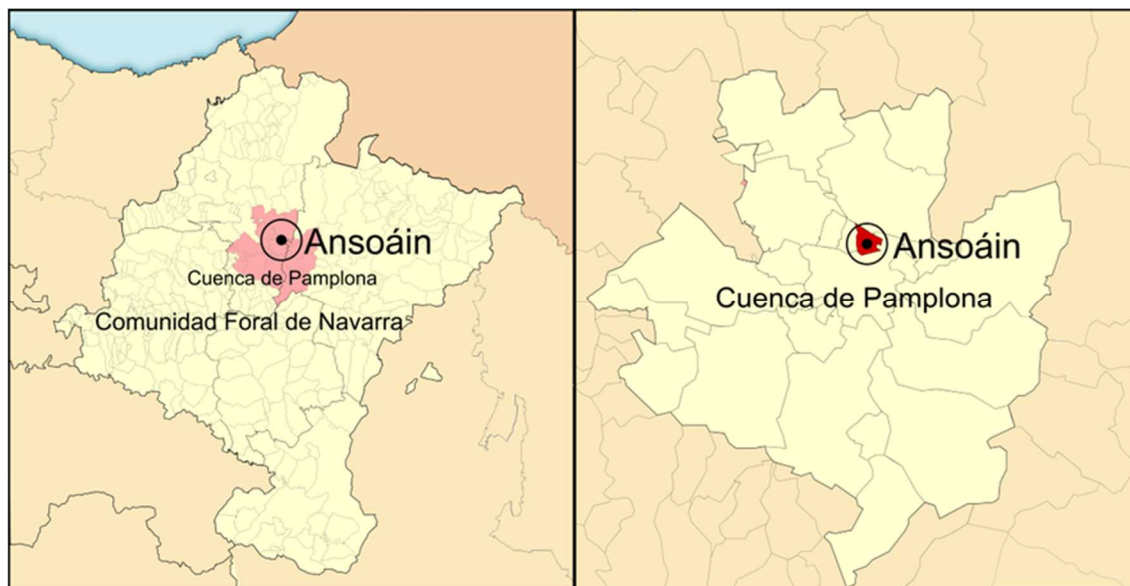 Ansoáin
Cuenca de Pamplona
Comunidad Foral de Navarra
Ansoáin
Cuenca de Pamplona